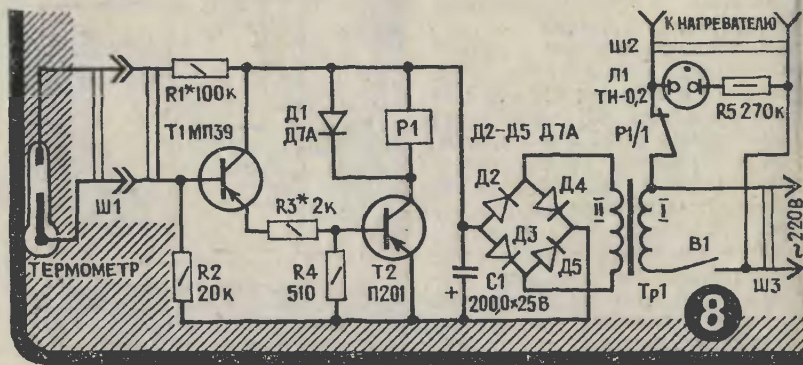 К НАГРЕВАТЕЛЮ
Ш2
Л1
ТН-0,2
R5 270к
Р1/1
R1* 100к
Т1 МП39
Д1
Д7А
Р1
Д2-Д5 Д7А
Д2
Д4
Д3
Д5
II
I
Ш1
R3* 2к
ТЕРМОМЕТР
R2
20к
R4
510
Т2
П201
+
С1
200,0×25В
Тр1
В1
Ш3
~220В
8